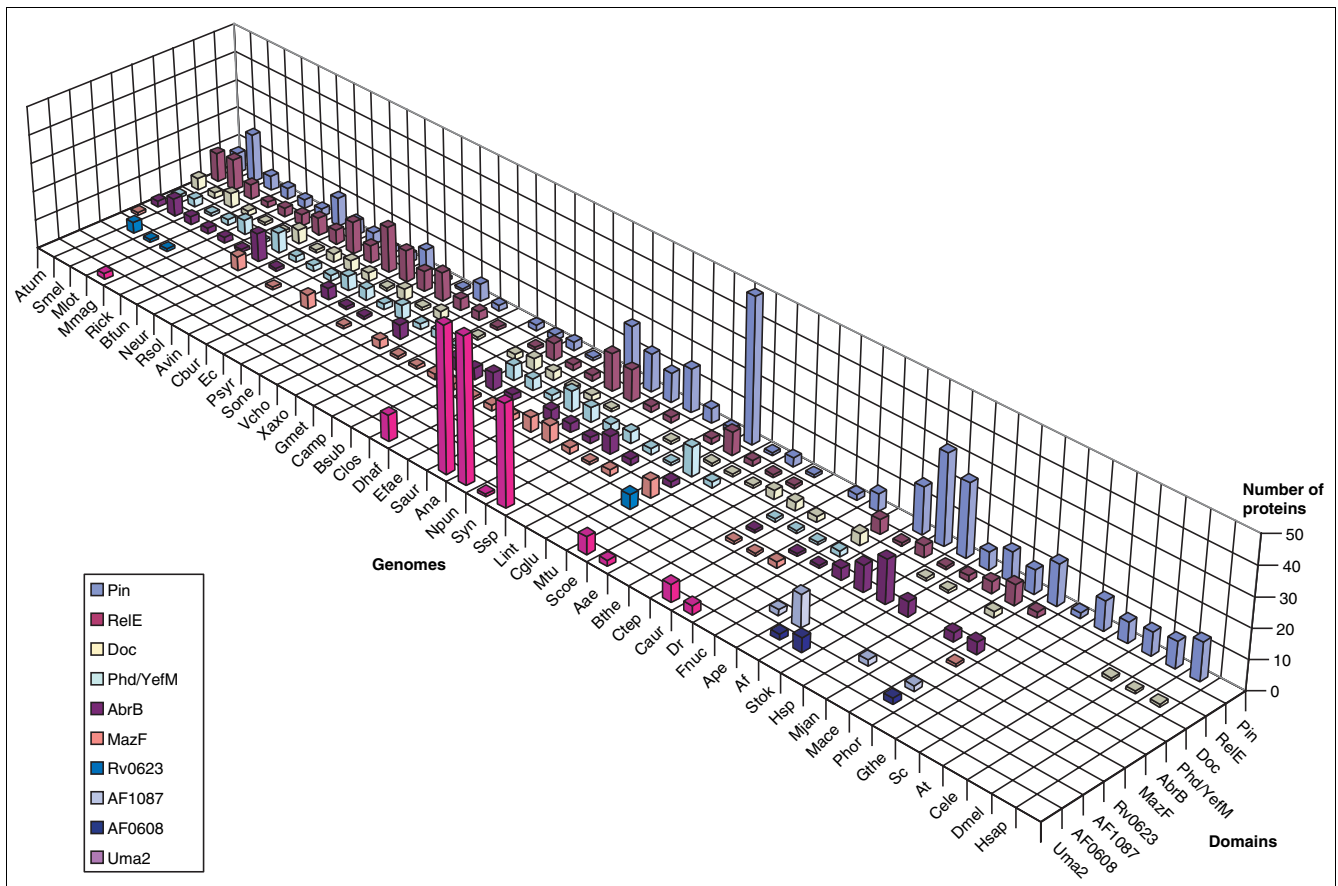 Atum
Smel
Mlot
Mmag
Rick
Bfun
Neur
Rsol
Avin
Cbur
Ec
Psyr
Sone
Vcho
Xaxo
Gmet
Camp
Bsub
Clos
Dhaf
Efae
Saur
Ana
Npun
Syn
Ssp
Lint
Cglu
Mtu
Scoe
Aae
Bthe
Ctep
Caur
Dr
Fnuc
Ape
Af
Stok
Hsp
Mjan
Mace
Phor
Gthe
Sc
At
Cele
Dmel
Hsap
Genomes
Number of
proteins
50
40
30
20
10
0
Pin
RelE
Doc
Phd/YefM
AbrB
MazF
Rv0623
AF1087
AF0608
Uma2
Domains
Pin
RelE
Doc
Phd/YefM
AbrB
MazF
Rv0623
AF1087
AF0608
Uma2